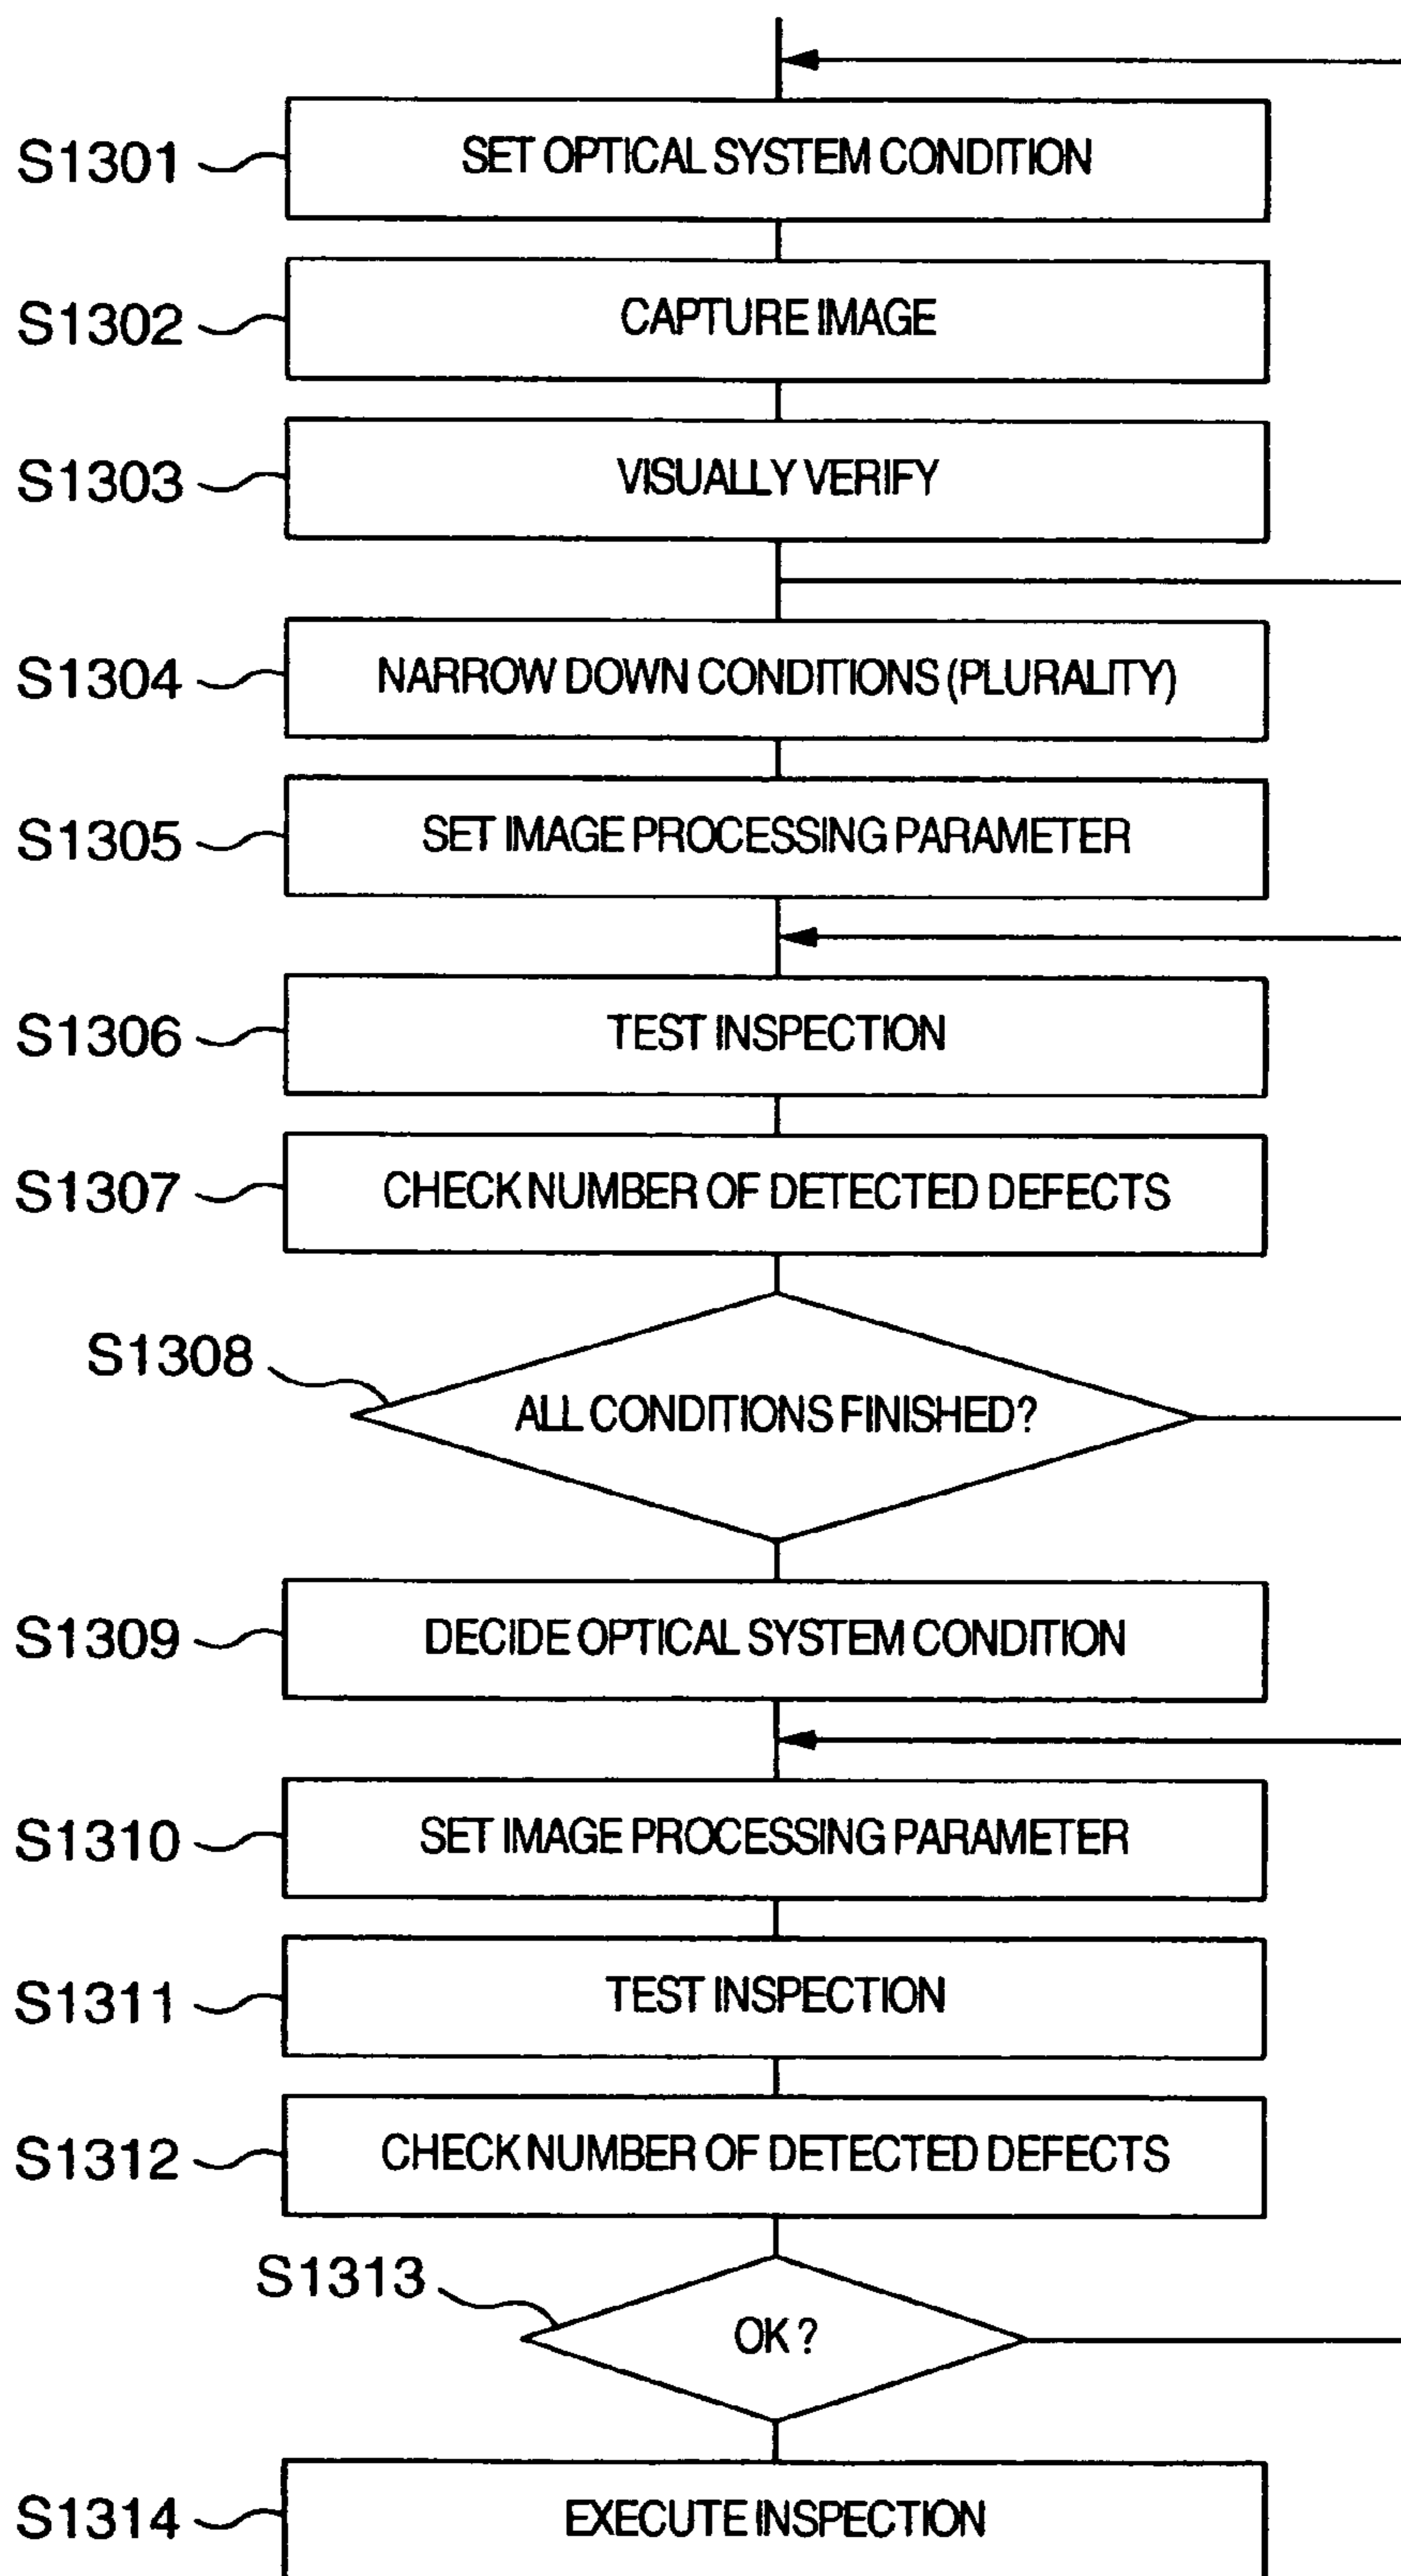 S1301 SET OPTICAL SYSTEM CONDITION
S1302 CAPTURE IMAGE
S1303 VISUALLY VERIFY
S1304 NARROW DOWN CONDITIONS (PLURALITY)
S1305 SET IMAGE PROCESSING PARAMETER
S1306 TEST INSPECTION
S1307 CHECK NUMBER OF DETECTED DEFECTS
S1308 ALL CONDITIONS FINISHED?
S1309 DECIDE OPTICAL SYSTEM CONDITION
S1310 SET IMAGE PROCESSING PARAMETER
S1311 TEST INSPECTION
S1312 CHECK NUMBER OF DETECTED DEFECTS
S1313 OK?
S1314 EXECUTE INSPECTION